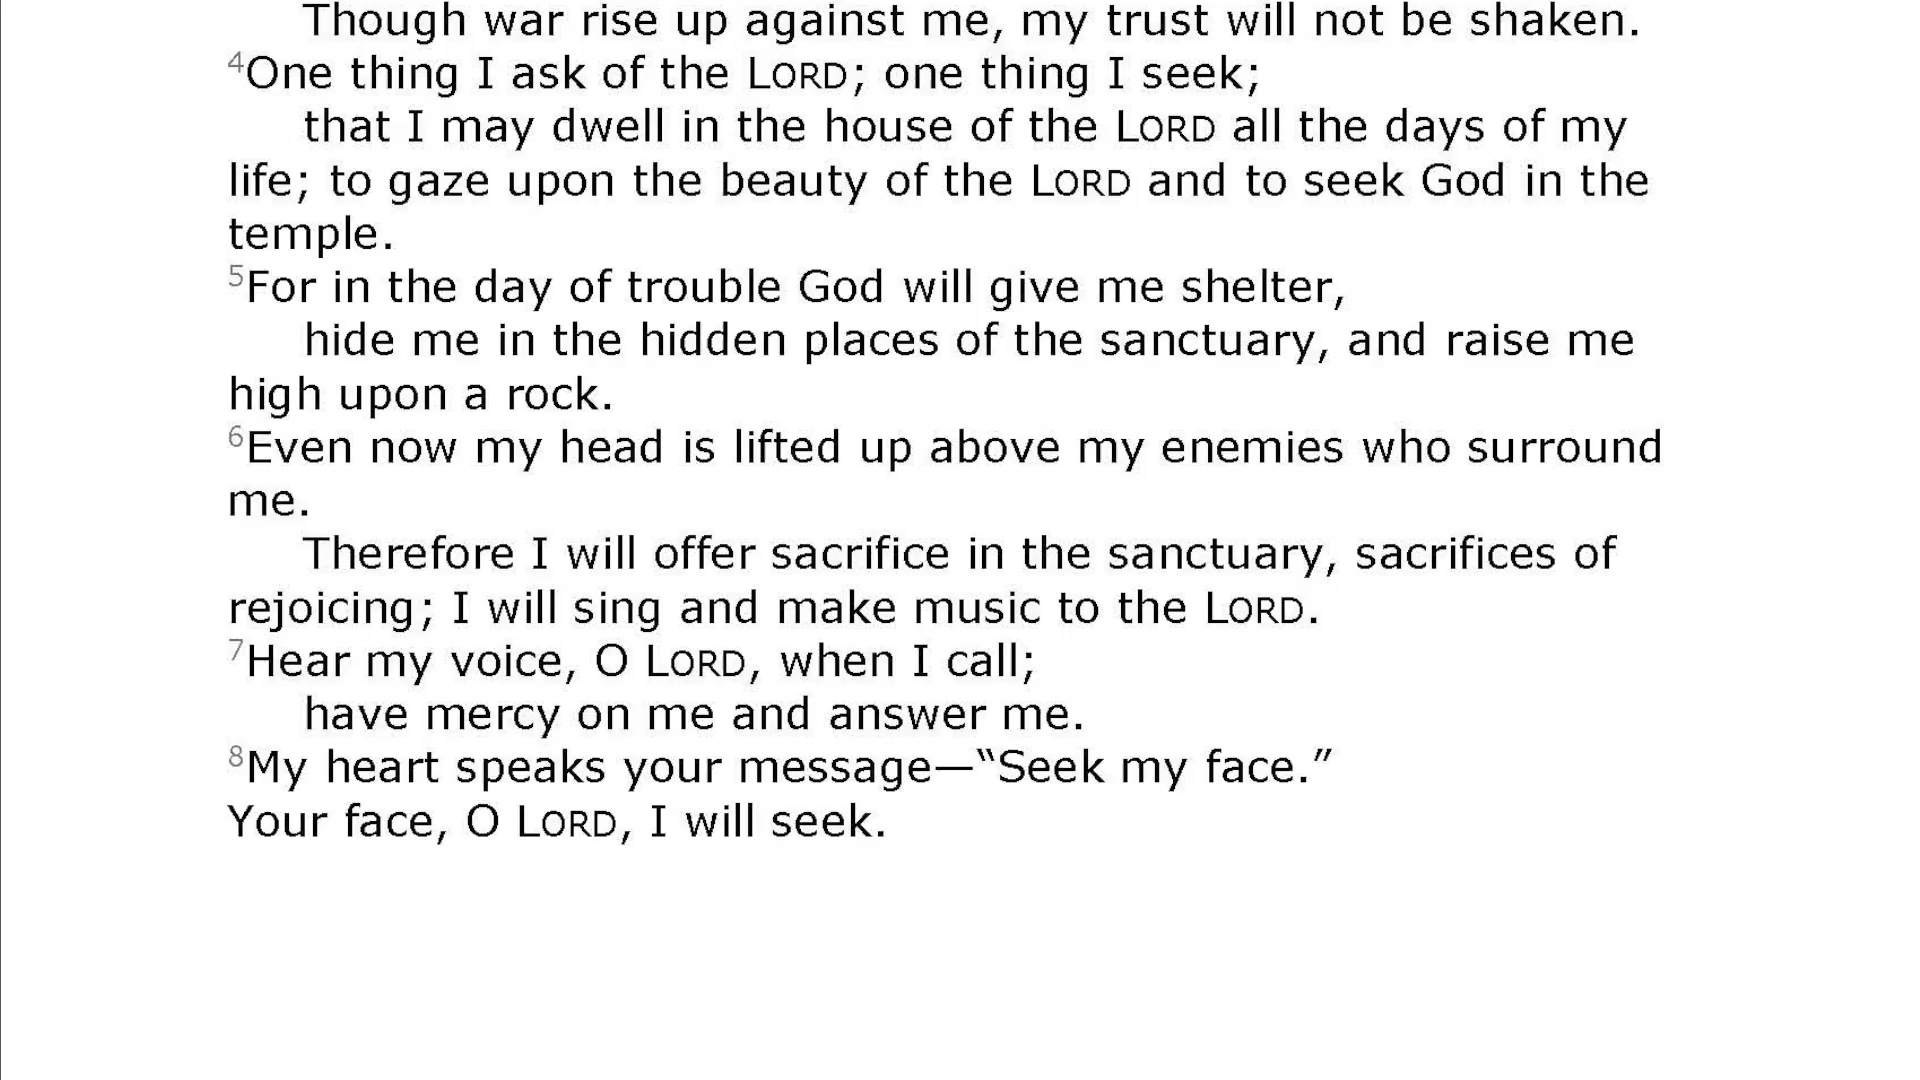 Though war rise up against me, my trust will not be shaken.
4One thing I ask of the LORD; one thing I seek;
that I may dwell in the house of the LORD all the days of my
life; to gaze upon the beauty of the LORD and to seek God in the
temple.
5For in the day of trouble God will give me shelter,
hide me in the hidden places of the sanctuary, and raise me
high upon a rock.
6Even now my head is lifted up above my enemies who surround
me.
Therefore I will offer sacrifice in the sanctuary, sacrifices of
rejoicing; I will sing and make music to the LORD.
7Hear my voice, O LORD, when I call;
have mercy on me and answer me.
8My heart speaks your message—“Seek my face.”
Your face, O LORD, I will seek.